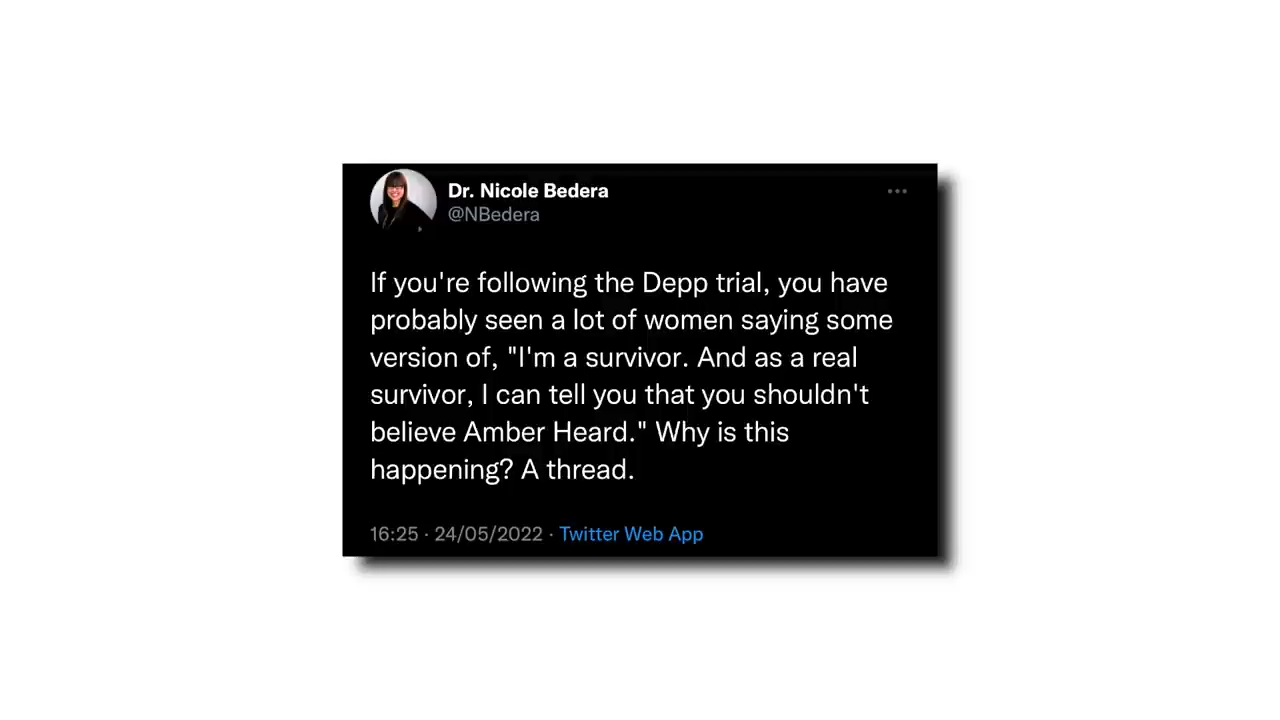 Dr. Nicole Bedera
@NBedera
If you're following the Depp trial, you have
probably seen a lot of women saying some
version of, "I'm a survivor. And as a real
survivor, I can tell you that you shouldn't
believe Amber Heard." Why is this
happening? A thread.
16:25 · 24/05/2022 · Twitter Web App